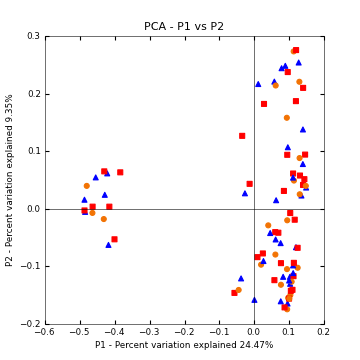 PCA - P1 vs P2
P2 - Percent variation explained 9.35%
0.3
0.2
0.1
0.0
−0.1
−0.2
−0.6 −0.5 −0.4 −0.3 −0.2 −0.1 0.0 0.1 0.2
P1 - Percent variation explained 24.47%